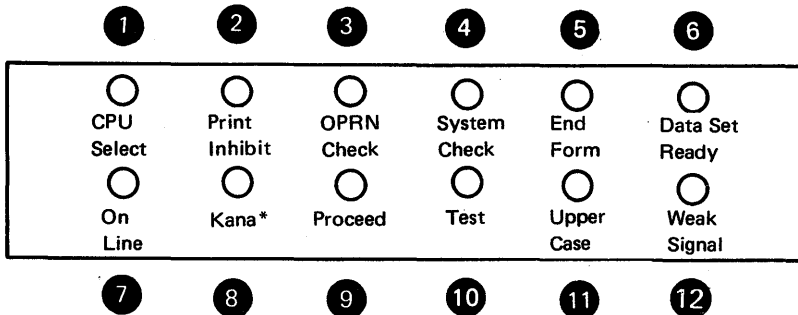 1 2 3 4 5 6
CPU Print OPRN System End Data Set
Select Inhibit Check Check Form Ready
On Kana* Proceed Test Upper Weak
Line Case Signal
7 8 9 10 11 12